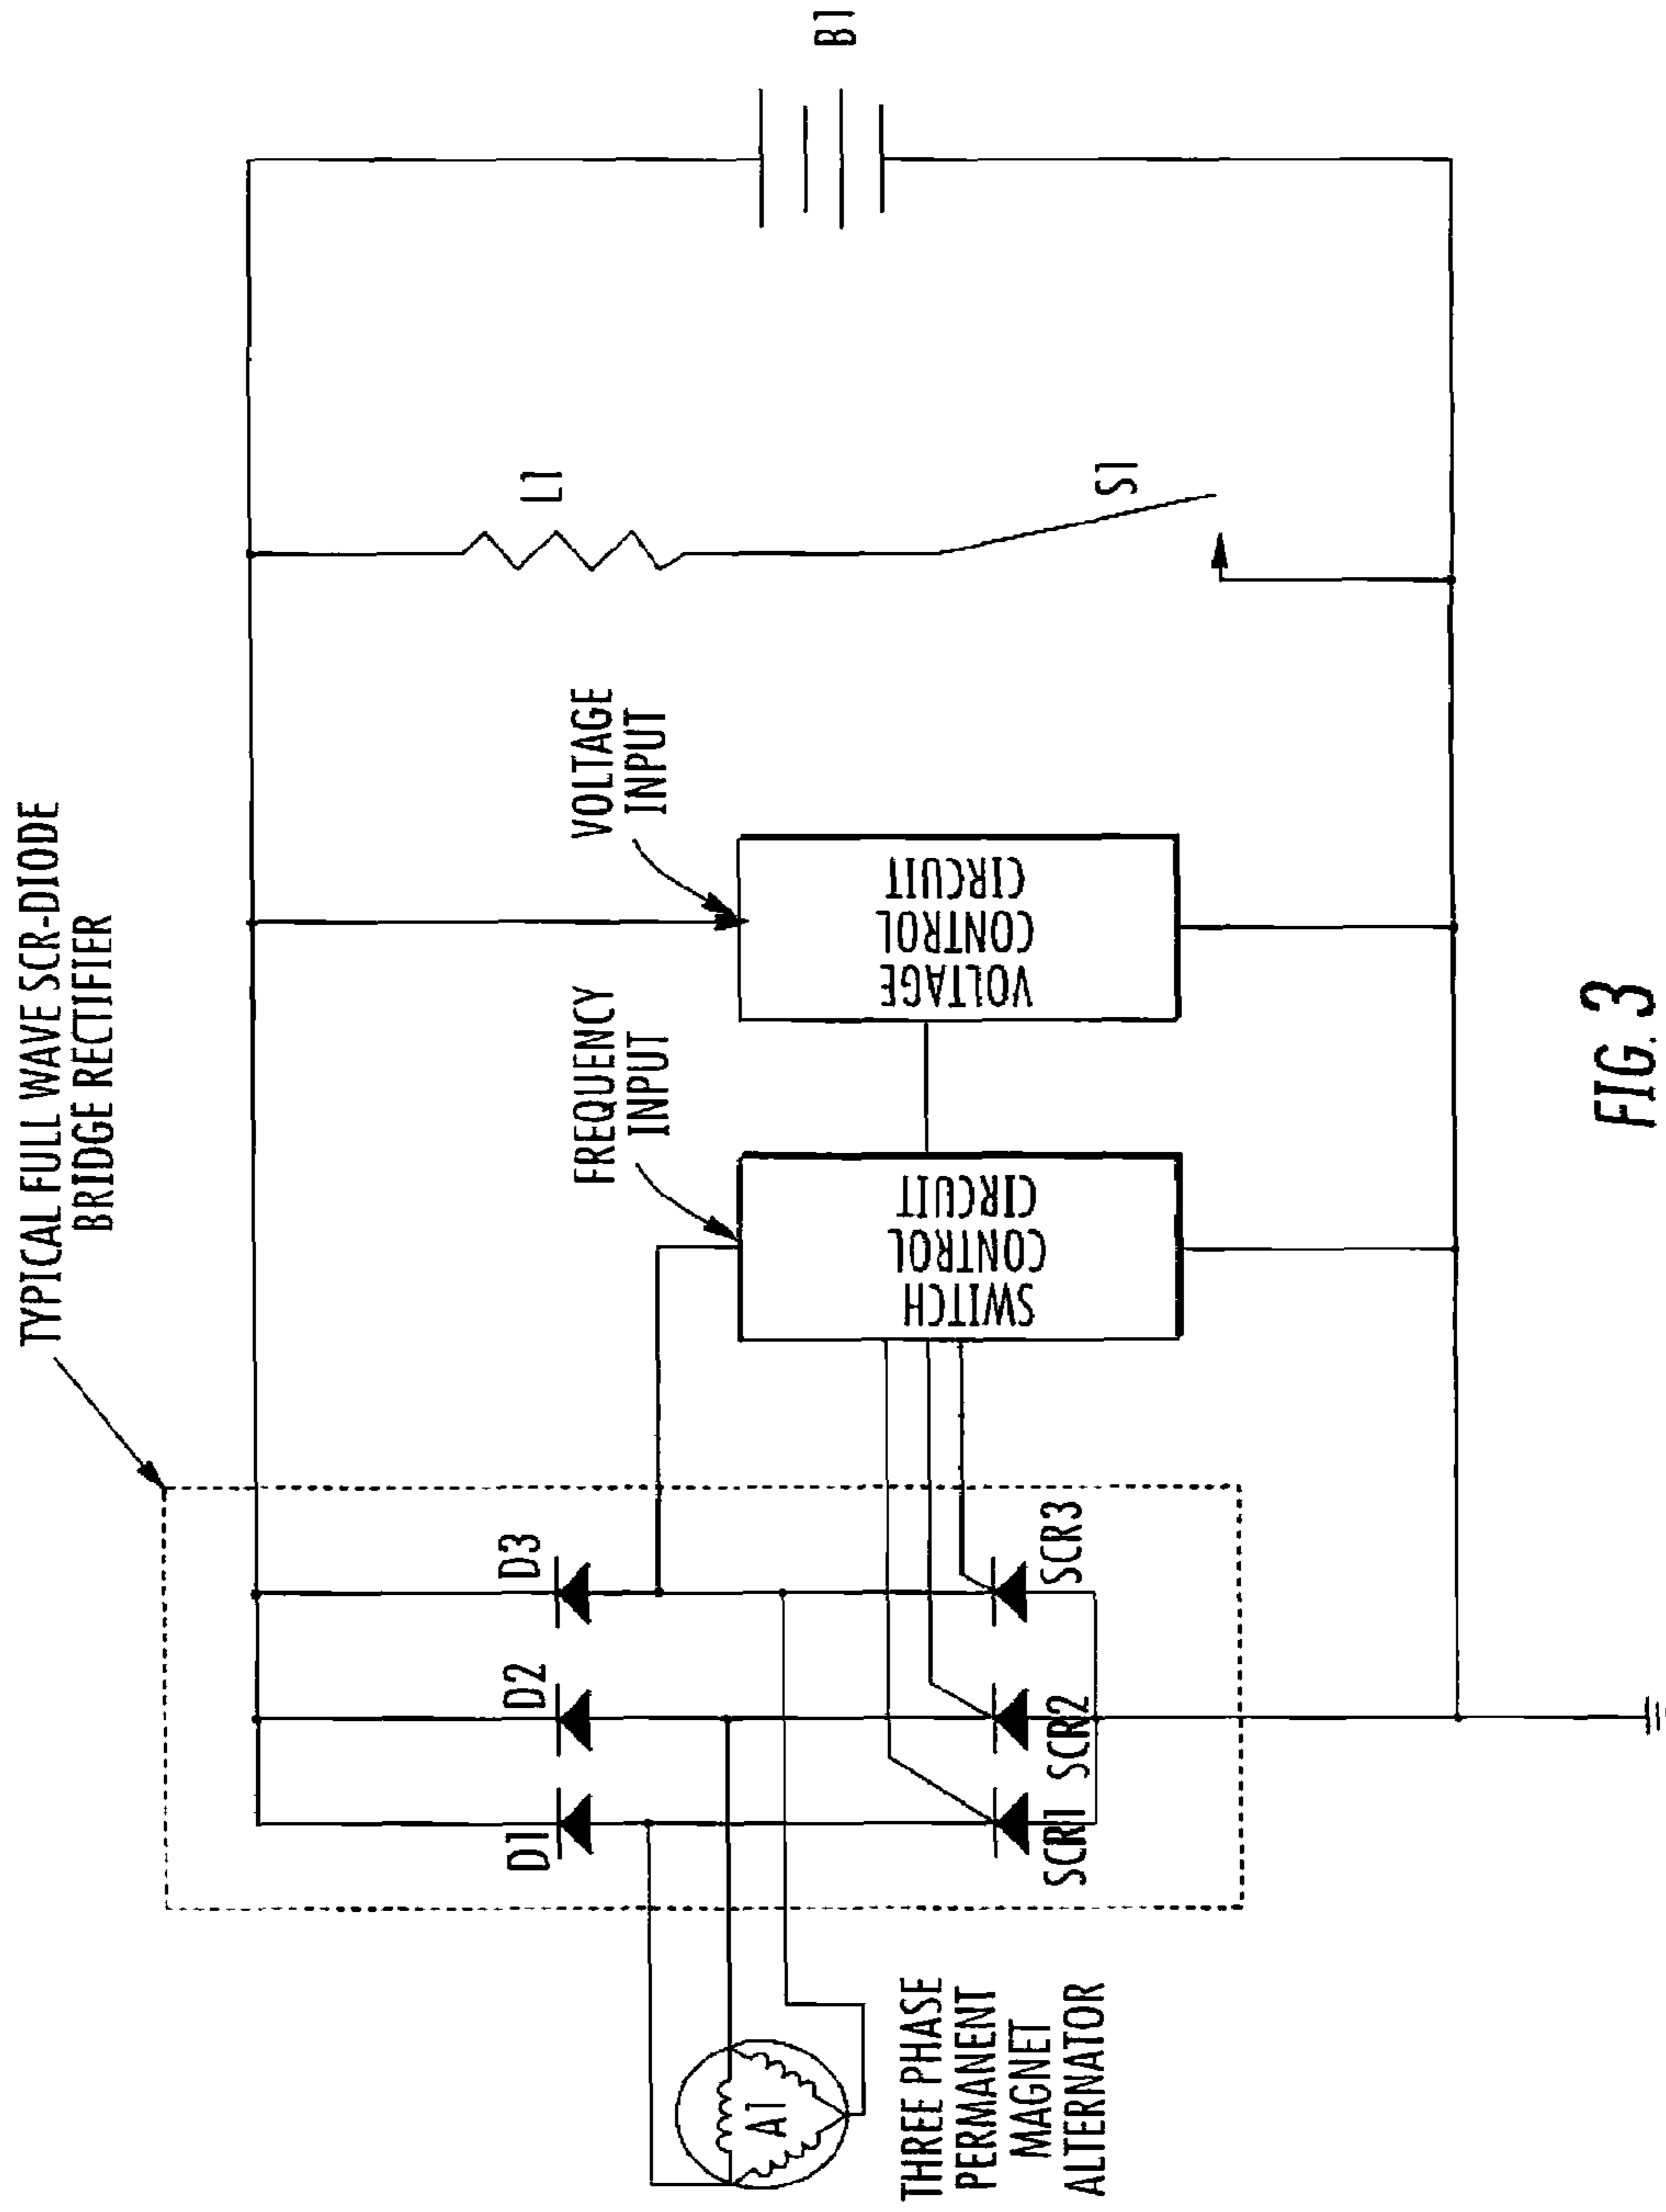 TYPICAL FULL WAVE SCR-DIODE
BRIDGE RECTIFIER
D1
D2
D3
SCR1
SCR2
SCR3
A1
THREE PHASE
PERMANENT
MAGNET
ALTERNATOR
FREQUENCY
INPUT
SWITCH
CONTROL
CIRCUIT
VOLTAGE
INPUT
VOLTAGE
CONTROL
CIRCUIT
L1
S1
B1
FIG. 3